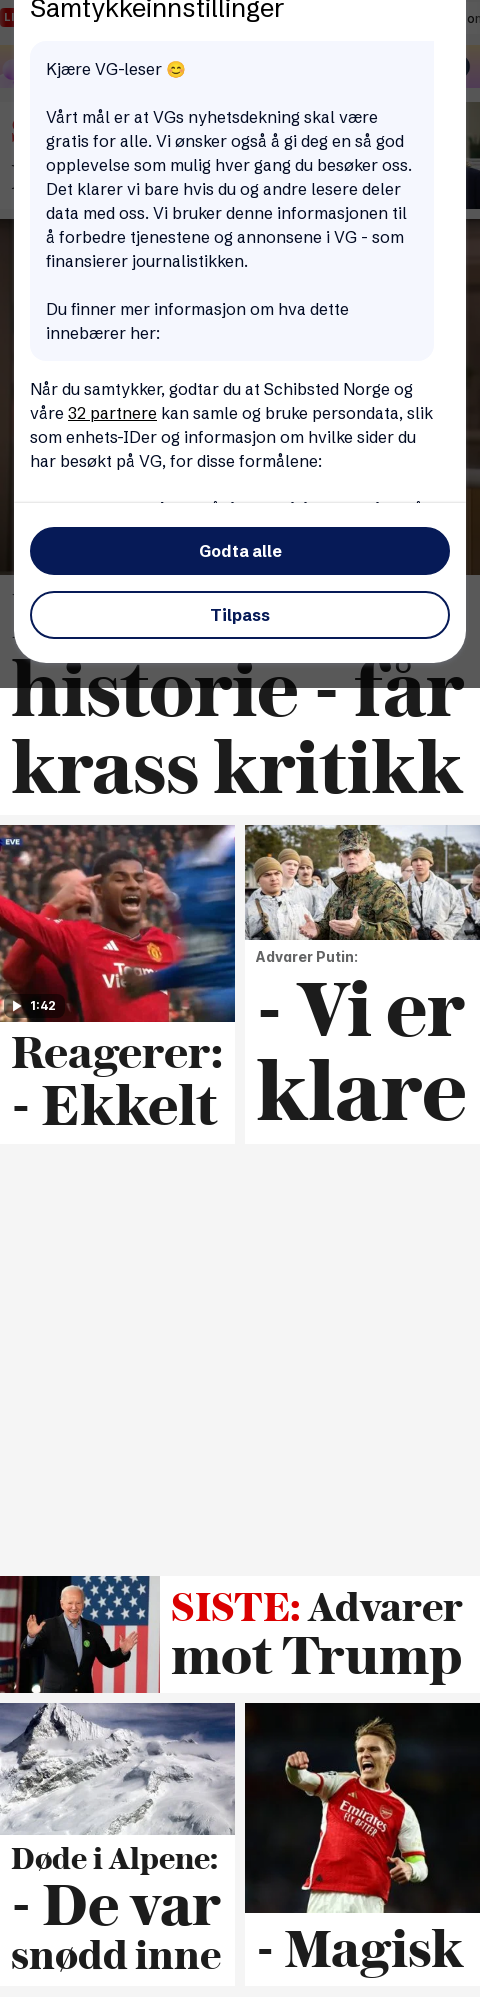 Samtykkeinnstillinger
Kjære VG-leser 😊
Vårt mål er at VGs nyhetsdekning skal være
gratis for alle. Vi ønsker også å gi deg en så god
opplevelse som mulig hver gang du besøker oss.
Det klarer vi bare hvis du og andre lesere deler
data med oss. Vi bruker denne informasjonen til
å forbedre tjenestene og annonsene i VG - som
finansierer journalistikken.
Du finner mer informasjon om hva dette
innebærer her:
Når du samtykker, godtar du at Schibsted Norge og
våre 32 partnere kan samle og bruke persondata, slik
som enhets-IDer og informasjon om hvilke sider du
har besøkt på VG, for disse formålene:
Godta alle
Tilpass
historie - får
krass kritikk
EVE
1:42
Reagerer:
- Ekkelt
Advarer Putin:
- Vi er
klare
SISTE: Advarer
mot Trump
Døde i Alpene:
- De var
snødd inne
Emirates
FLY BETTER
- Magisk